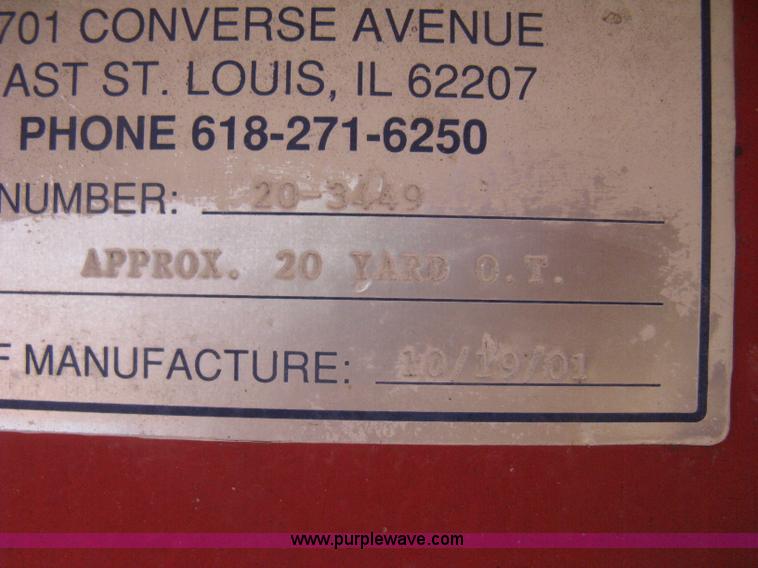 701 CONVERSE AVENUE
AST ST. LOUIS, IL 62207
PHONE 618-271-6250
NUMBER: 20-3449
APPROX. 20 YARD O.T.
F MANUFACTURE: 10/19/01
www.purplewave.com